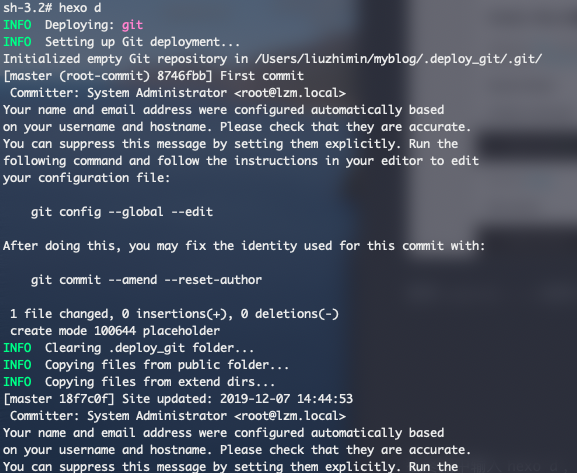 sh-3.2# hexo d
INFO  Deploying: git
INFO  Setting up Git deployment...
Initialized empty Git repository in /Users/liuzhimin/myblog/.deploy_git/.git/
[master (root-commit) 8746fbb] First commit
 Committer: System Administrator <root@lzm.local>
Your name and email address were configured automatically based
on your username and hostname. Please check that they are accurate.
You can suppress this message by setting them explicitly. Run the
following command and follow the instructions in your editor to edit
your configuration file:
    git config --global --edit
After doing this, you may fix the identity used for this commit with:
    git commit --amend --reset-author
 1 file changed, 0 insertions(+), 0 deletions(-)
 create mode 100644 placeholder
INFO  Clearing .deploy_git folder...
INFO  Copying files from public folder...
INFO  Copying files from extend dirs...
[master 18f7c0f] Site updated: 2019-12-07 14:44:53
 Committer: System Administrator <root@lzm.local>
Your name and email address were configured automatically based
on your username and hostname. Please check that they are accurate.
You can suppress this message by setting them explicitly. Run the